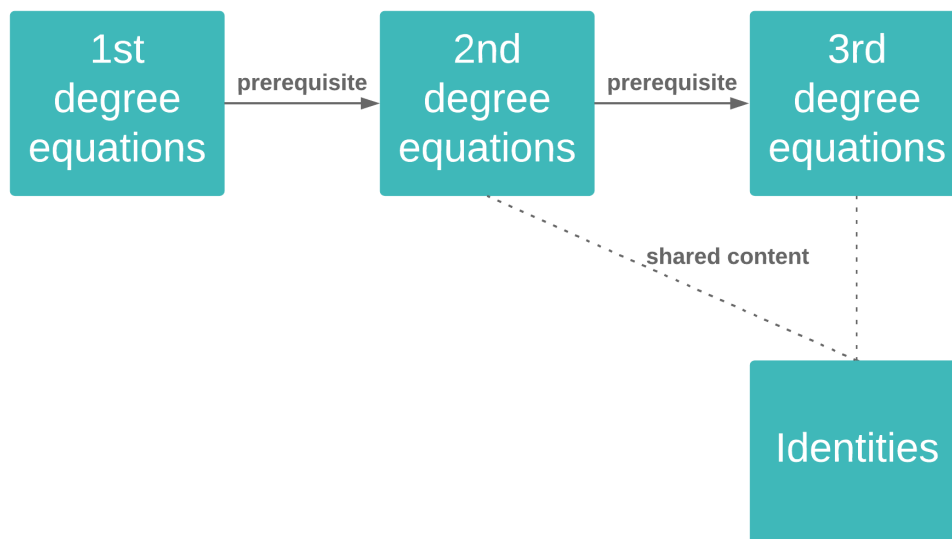 1st
degree
equations
prerequisite
2nd
degree
equations
prerequisite
3rd
degree
equations
shared content
Identities